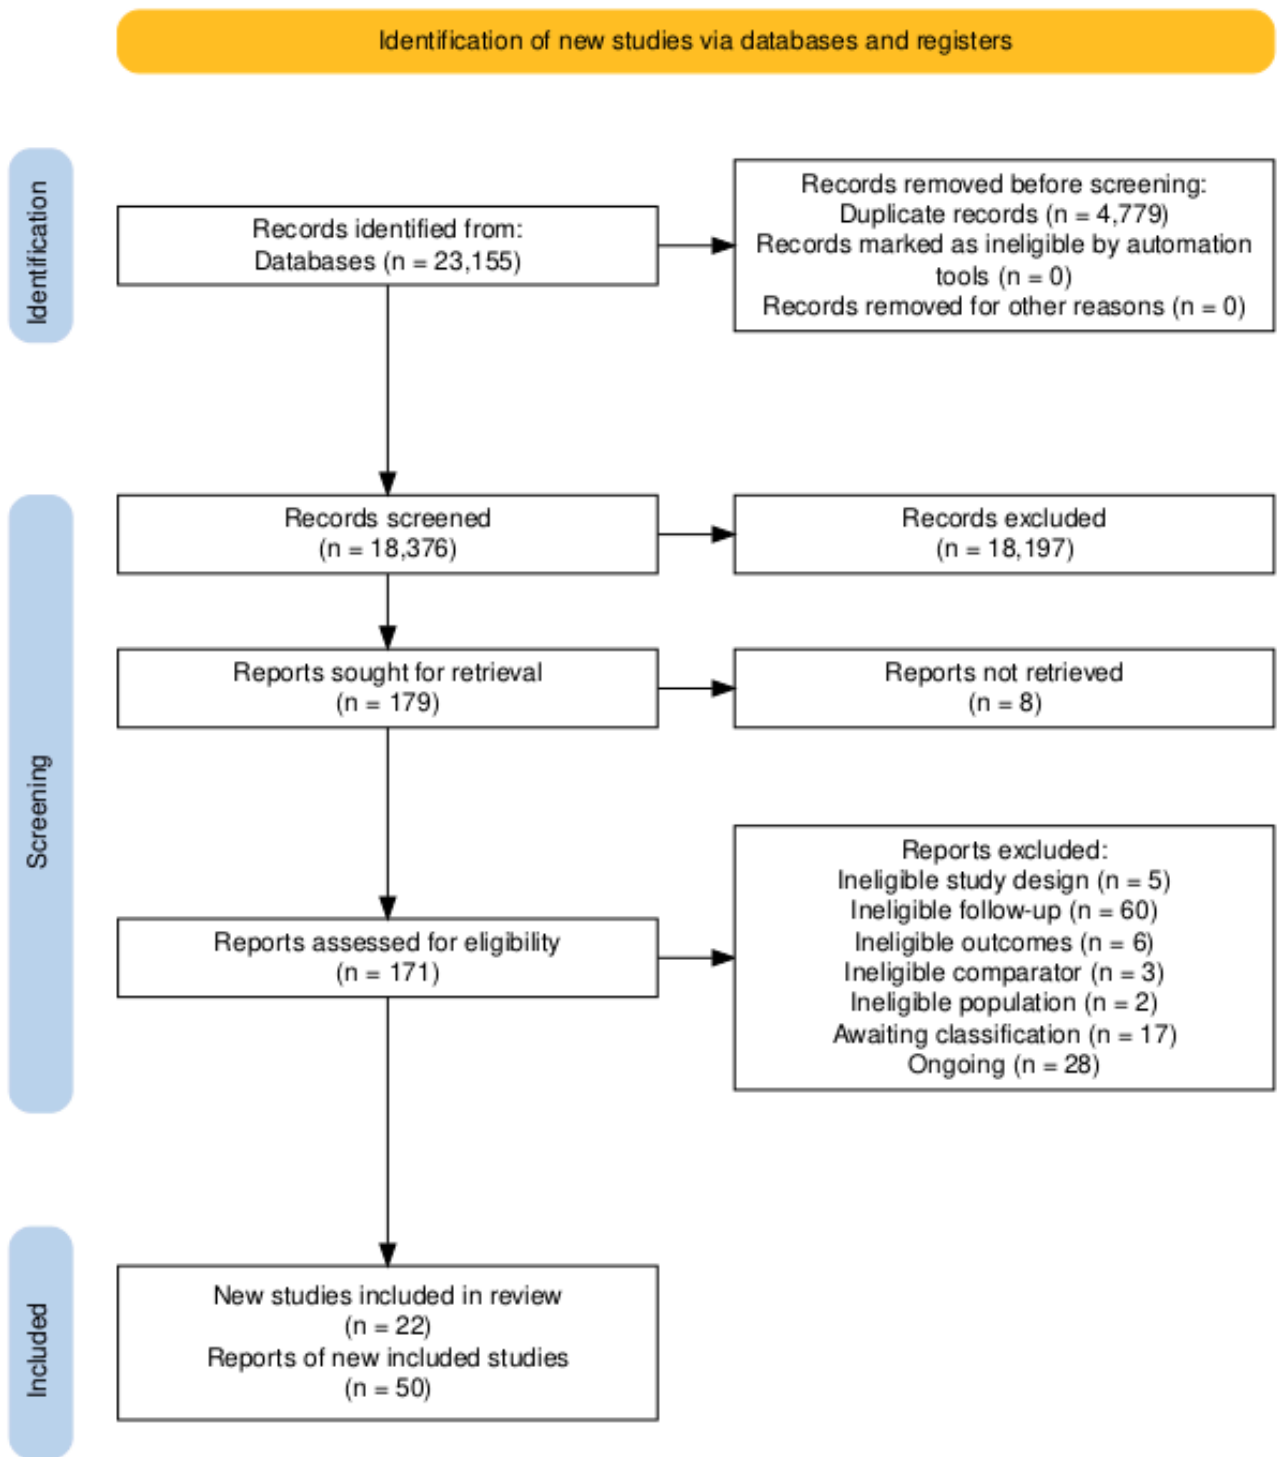 Identification of new studies via databases and registers
Identification
Records identified from:
Databases (n = 23,155)
Records removed before screening:
Duplicate records (n = 4,779)
Records marked as ineligible by automation
tools (n = 0)
Records removed for other reasons (n = 0)
Screening
Records screened
(n = 18,376)
Records excluded
(n = 18,197)
Reports sought for retrieval
(n = 179)
Reports not retrieved
(n = 8)
Reports assessed for eligibility
(n = 171)
Reports excluded:
Ineligible study design (n = 5)
Ineligible follow-up (n = 60)
Ineligible outcomes (n = 6)
Ineligible comparator (n = 3)
Ineligible population (n = 2)
Awaiting classification (n = 17)
Ongoing (n = 28)
Included
New studies included in review
(n = 22)
Reports of new included studies
(n = 50)